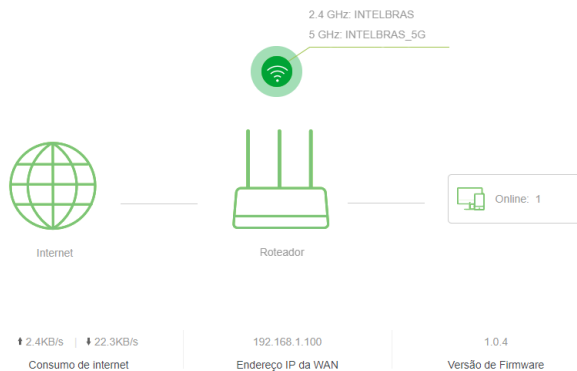 2.4 GHz: INTELBRAS
5 GHz: INTELBRAS_5G
Online: 1
Internet
Roteador
⬆ 2.4KB/s | ⬇ 22.3KB/s
192.168.1.100
1.0.4
Consumo de internet
Endereço IP da WAN
Versão de Firmware